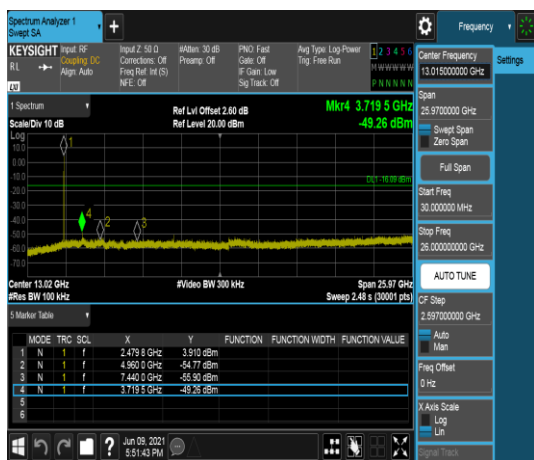 Spectrum Analyzer 1
Swept SA
Frequency
KEYSIGHT Input: RF
RL Coupling: DC
Align: Auto
LXI
Input Z: 50 Ω
Corrections: Off
Freq Ref: Int (S)
NFE: Off
#Atten: 30 dB
Preamp: Off
PNO: Fast
Gate: Off
IF Gain: Low
Sig Track: Off
Avg Type: Log-Power
Trig: Free Run
1 2 3 4 5 6
M W W W W W
P N N N N N
1 Spectrum
Scale/Div 10 dB
Ref Lvl Offset 2.60 dB
Ref Level 20.00 dBm
Mkr4 3.719 5 GHz
-49.26 dBm
Log
10.0
0.00
-10.0
-20.0
-30.0
-40.0
-50.0
-60.0
-70.0
1
4
2
3
DL1 -16.09 dBm
Center 13.02 GHz
#Res BW 100 kHz
#Video BW 300 kHz
Span 25.97 GHz
Sweep 2.48 s (30001 pts)
5 Marker Table
MODE TRC SCL X Y FUNCTION FUNCTION WIDTH FUNCTION VALUE
1 N 1 f 2.479 8 GHz 3.910 dBm
2 N 1 f 4.960 0 GHz -54.77 dBm
3 N 1 f 7.440 0 GHz -55.90 dBm
4 N 1 f 3.719 5 GHz -49.26 dBm
5
6
Jun 09, 2021
5:51:43 PM
Center Frequency
13.015000000 GHz
Span
25.9700000 GHz
Swept Span
Zero Span
Full Span
Start Freq
30.000000 MHz
Stop Freq
26.000000000 GHz
AUTO TUNE
CF Step
2.597000000 GHz
Auto
Man
Freq Offset
0 Hz
X Axis Scale
Log
Lin
Signal Track
Settings